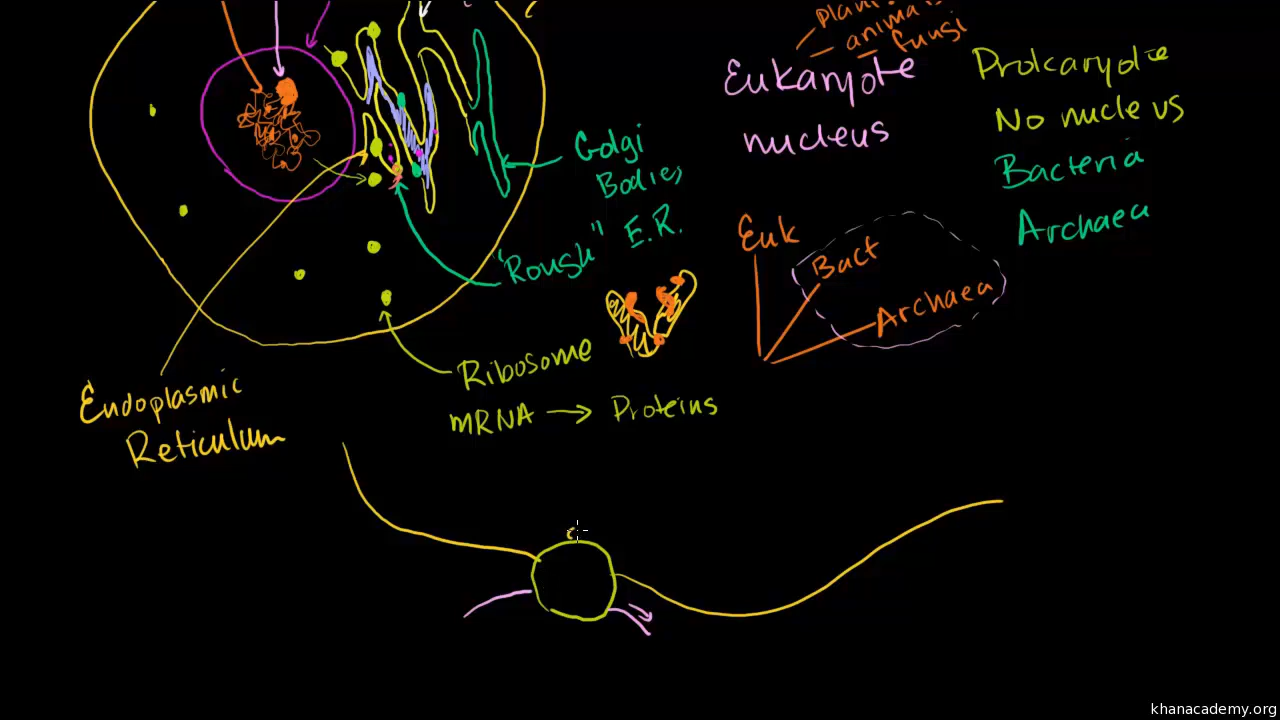 animals
fungi
Eukaryote
nucleus
Prokaryote
No nucleus
Bacteria
Archaea
Golgi
Bodies
"Rough" E.R.
Euk
Bact
Archaea
Ribosome
mRNA → Proteins
Endoplasmic
Reticulum
khanacademy.org